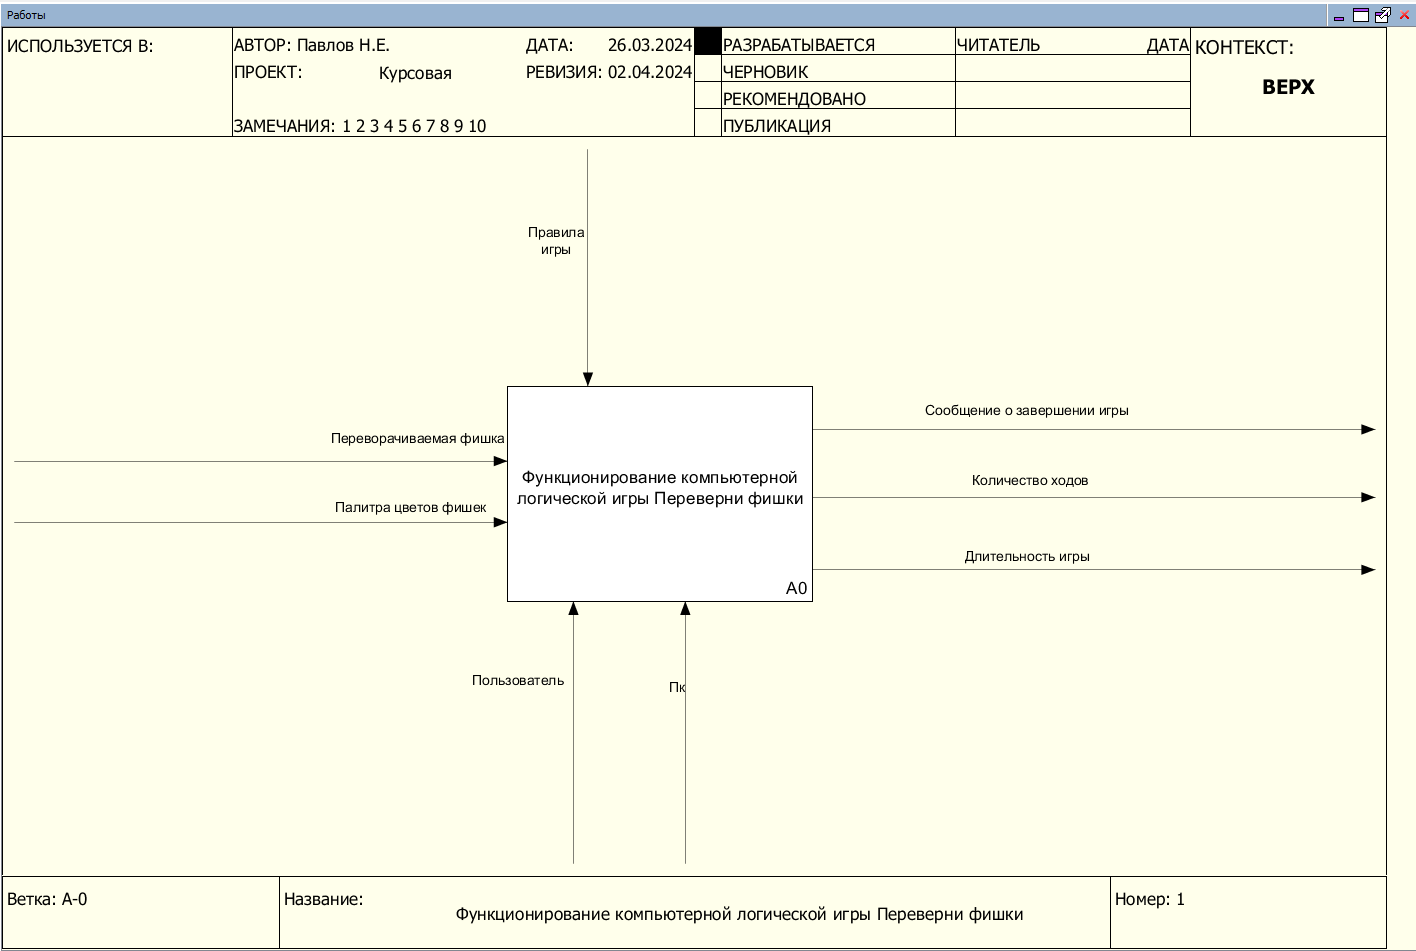 Работы
ИСПОЛЬЗУЕТСЯ В:
АВТОР: Павлов Н.Е.
ДАТА: 26.03.2024
ПРОЕКТ: Курсовая
РЕВИЗИЯ: 02.04.2024
ЗАМЕЧАНИЯ: 1 2 3 4 5 6 7 8 9 10
РАЗРАБАТЫВАЕТСЯ
ЧЕРНОВИК
РЕКОМЕНДОВАНО
ПУБЛИКАЦИЯ
ЧИТАТЕЛЬ ДАТА
КОНТЕКСТ:
ВЕРХ
Правила
игры
Переворачиваемая фишка
Палитра цветов фишек
Функционирование компьютерной
логической игры Переверни фишки
A0
Сообщение о завершении игры
Количество ходов
Длительность игры
Пользователь
Пк
Ветка: A-0
Название:
Функционирование компьютерной логической игры Переверни фишки
Номер: 1